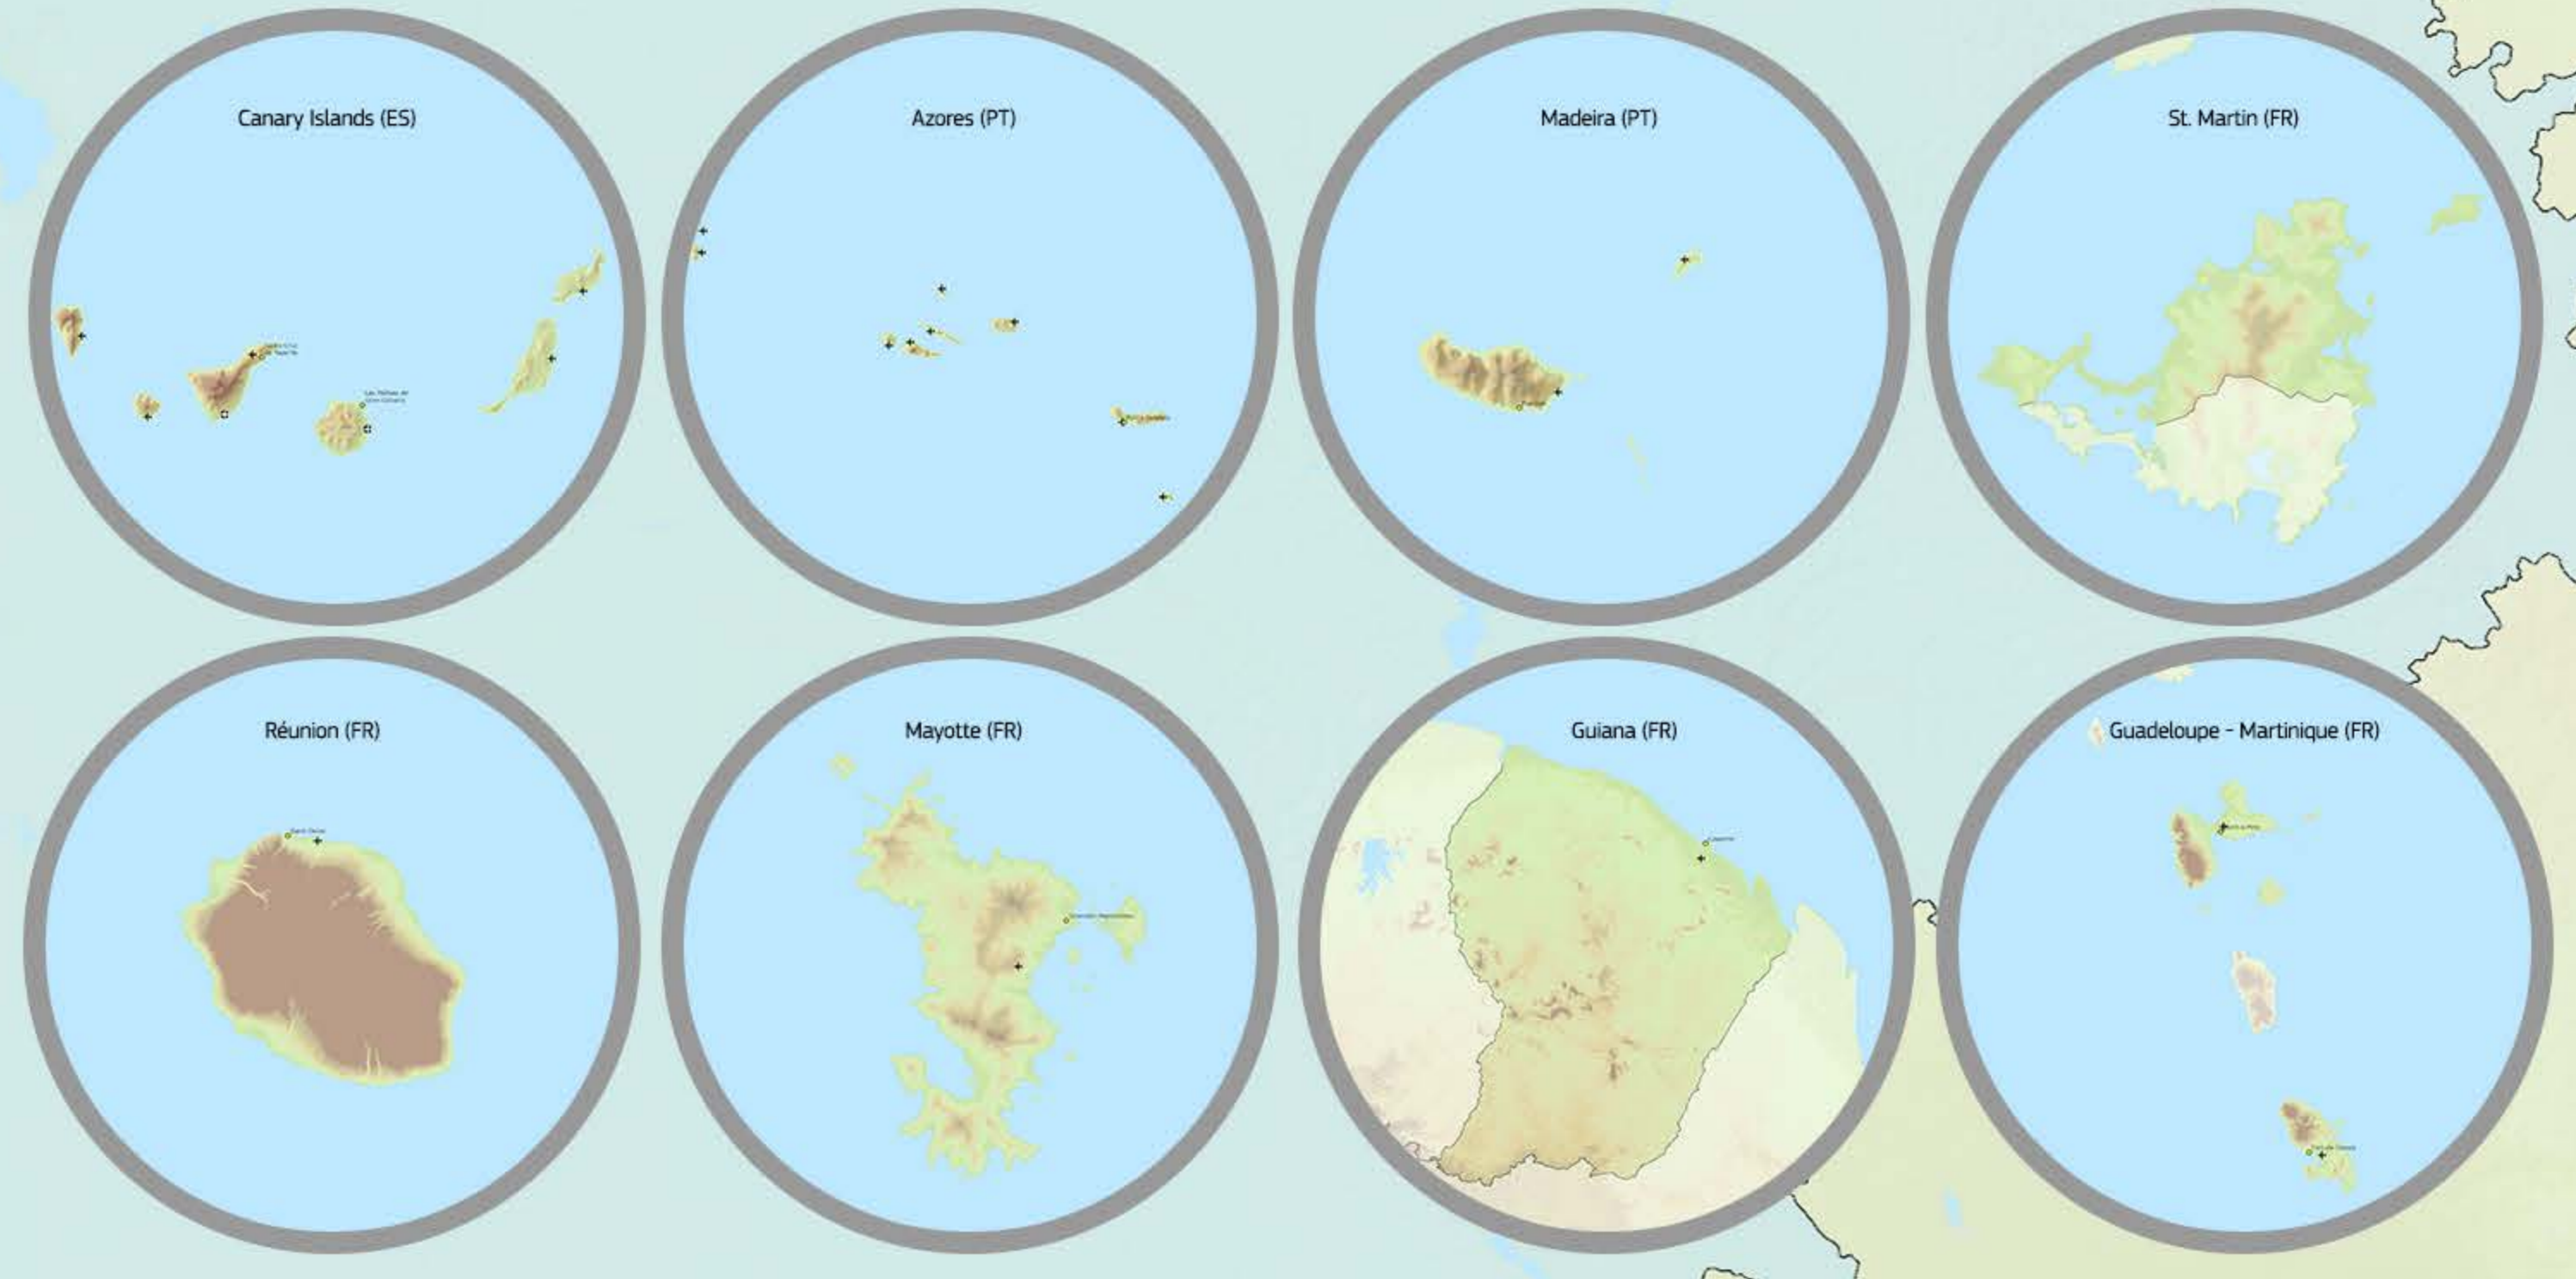 Canary Islands (ES)
Azores (PT)
Madeira (PT)
St. Martin (FR)
Réunion (FR)
Mayotte (FR)
Guiana (FR)
Guadeloupe - Martinique (FR)